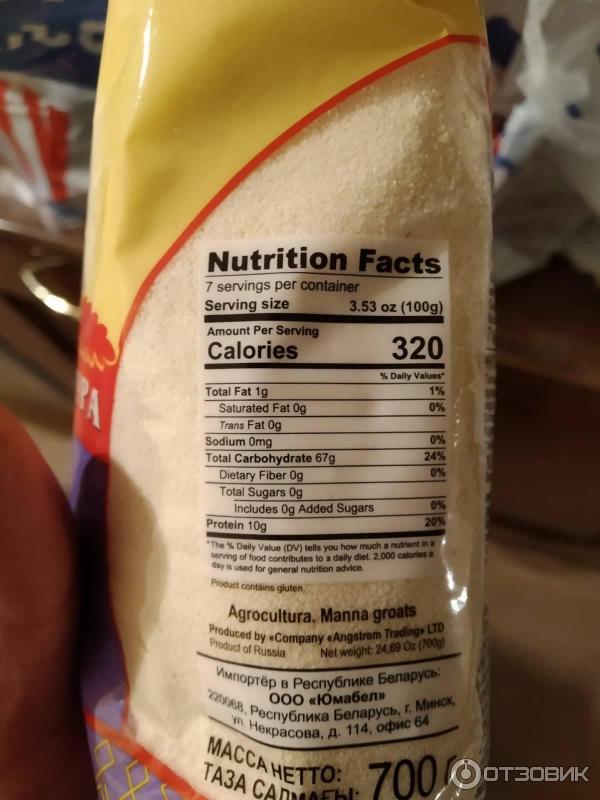 РА
Nutrition Facts
7 servings per container
Serving size 3.53 oz (100g)
Amount Per Serving
Calories 320
% Daily Values*
Total Fat 1g 1%
Saturated Fat 0g 0%
Trans Fat 0g
Sodium 0mg 0%
Total Carbohydrate 67g 24%
Dietary Fiber 0g 0%
Total Sugars 0g
Includes 0g Added Sugars 0%
Protein 10g 20%
*The % Daily Value (DV) tells you how much a nutrient in a
serving of food contributes to a daily diet. 2,000 calories a
day is used for general nutrition advice.
Product contains gluten.
Agrocultura. Manna groats
Produced by «Company «Angstrem Trading» LTD
Product of Russia Net weight: 24,69 Oz (700g)
Импортёр в Республике Беларусь:
ООО «Юмабел»
220068, Республика Беларусь, г. Минск,
ул. Некрасова, д. 114, офис 64
МАССА НЕТТО: 700 г
ТАЗА САЛМАҒЫ:
ОТЗОВИК